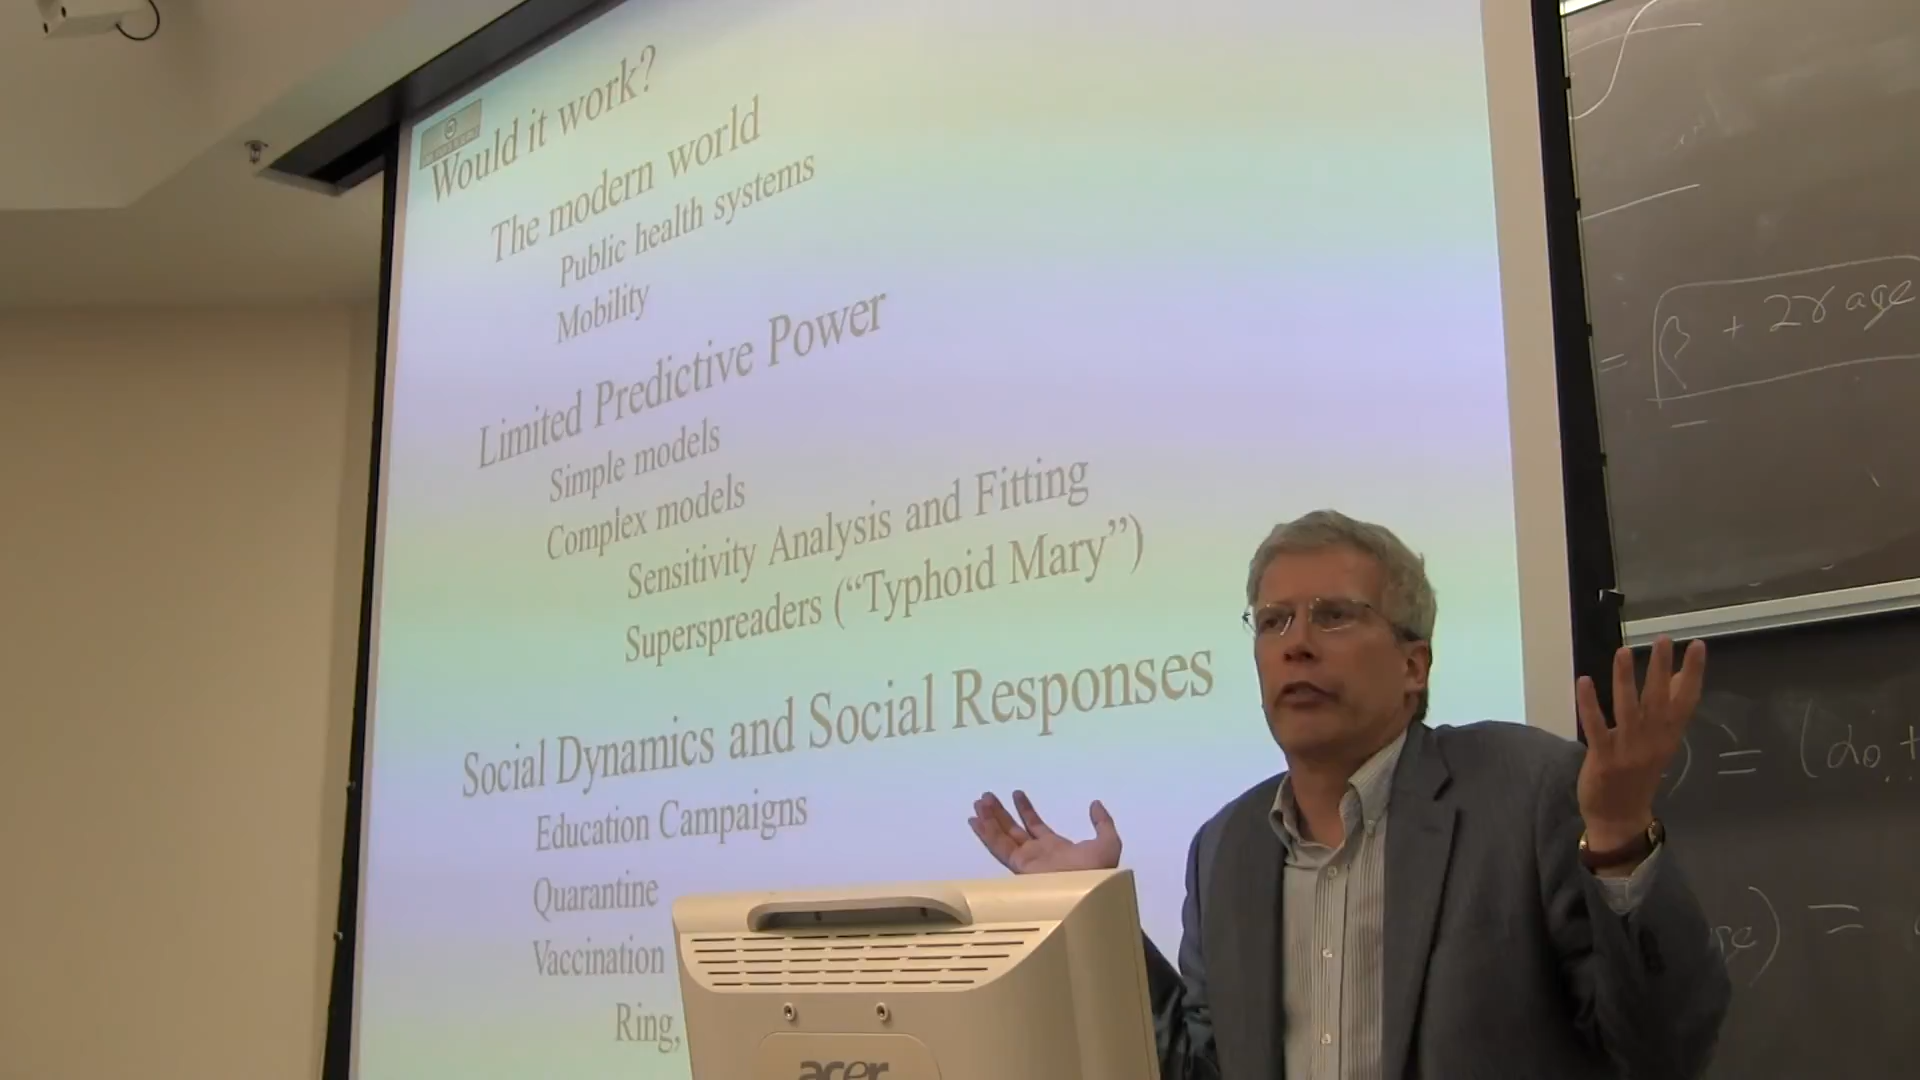 Would it work?
The modern world
Public health systems
Mobility
Limited Predictive Power
Simple models
Complex models
Sensitivity Analysis and Fitting
Superspreaders (“Typhoid Mary”)
Social Dynamics and Social Responses
Education Campaigns
Quarantine
Vaccination
Ring,
acer
= β + 2γ age
) = (α₀ +
) =